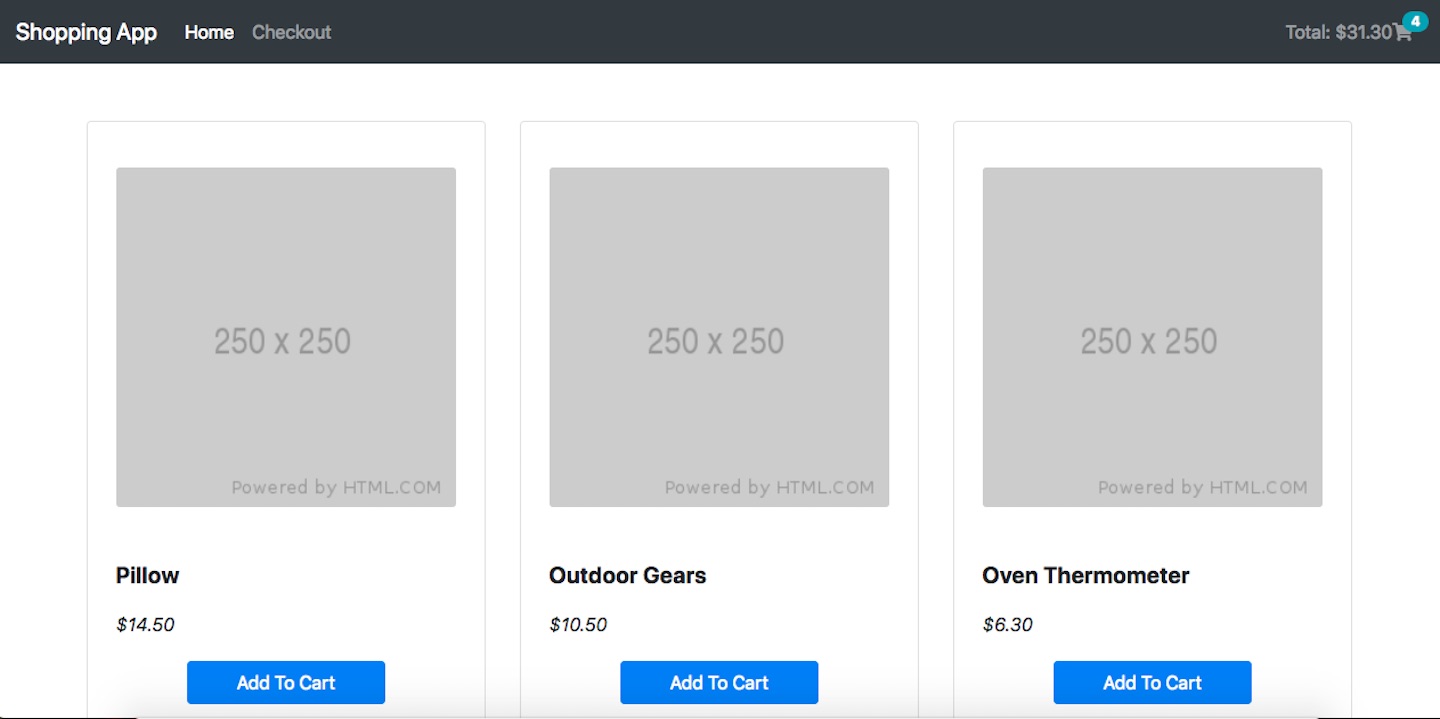 Shopping App Home Checkout Total: $31.30 4
250 x 250 250 x 250 250 x 250
Powered by HTML.COM Powered by HTML.COM Powered by HTML.COM
Pillow Outdoor Gears Oven Thermometer
$14.50 $10.50 $6.30
Add To Cart Add To Cart Add To Cart